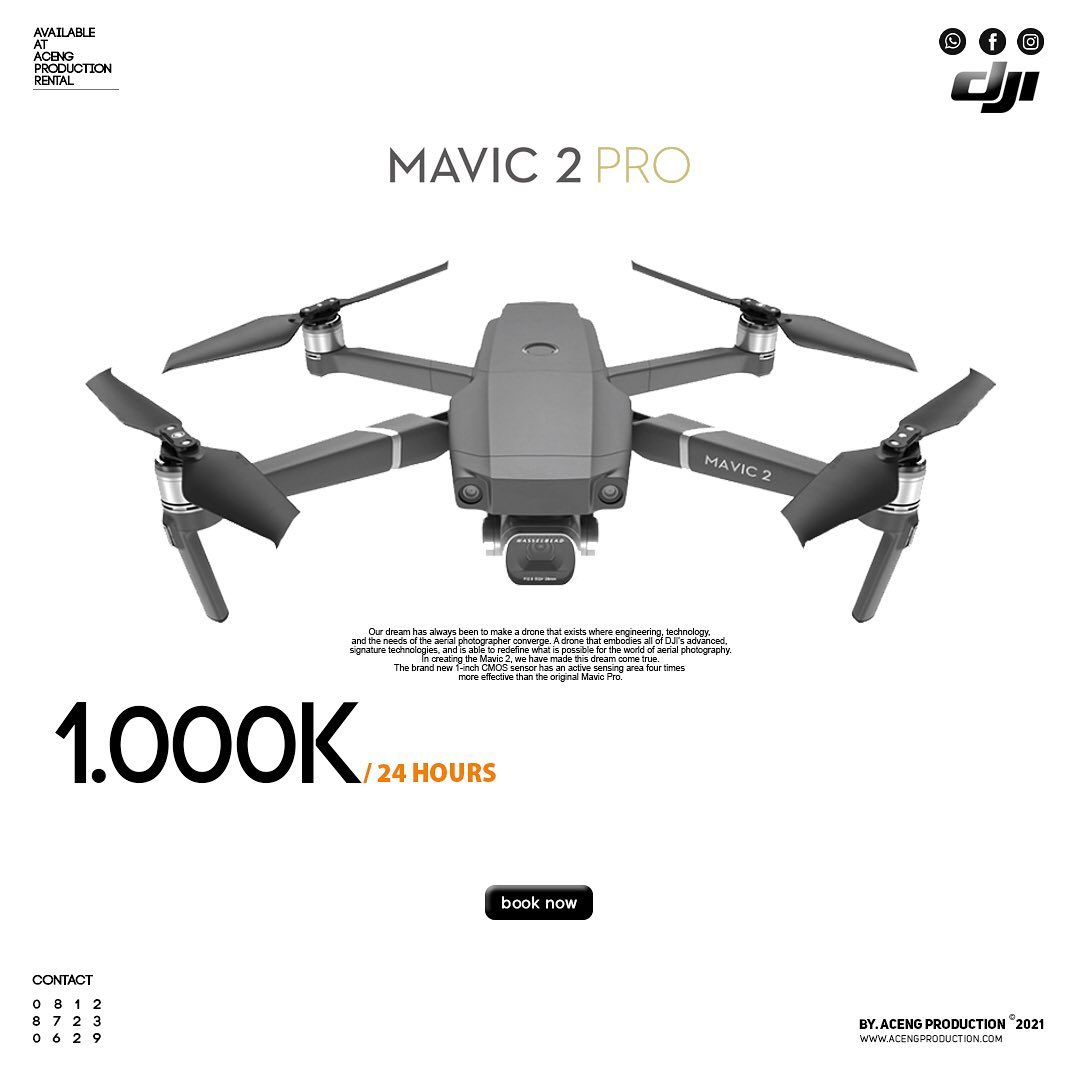 AVAILABLE
AT
ACENG
PRODUCTION
RENTAL
dji
MAVIC 2 PRO
MAVIC 2
HASSELBLAD
Our dream has always been to make a drone that exists where engineering, technology,
and the needs of the aerial photographer converge. A drone that embodies all of DJI's advanced,
signature technologies, and is able to redefine what is possible for the world of aerial photography.
In creating the Mavic 2, we have made this dream come true.
The brand new 1-inch CMOS sensor has an active sensing area four times
more effective than the original Mavic Pro.
1.000K / 24 HOURS
book now
CONTACT
0 8 1 2
8 7 2 3
0 6 2 9
BY. ACENG PRODUCTION ©2021
WWW.ACENGPRODUCTION.COM